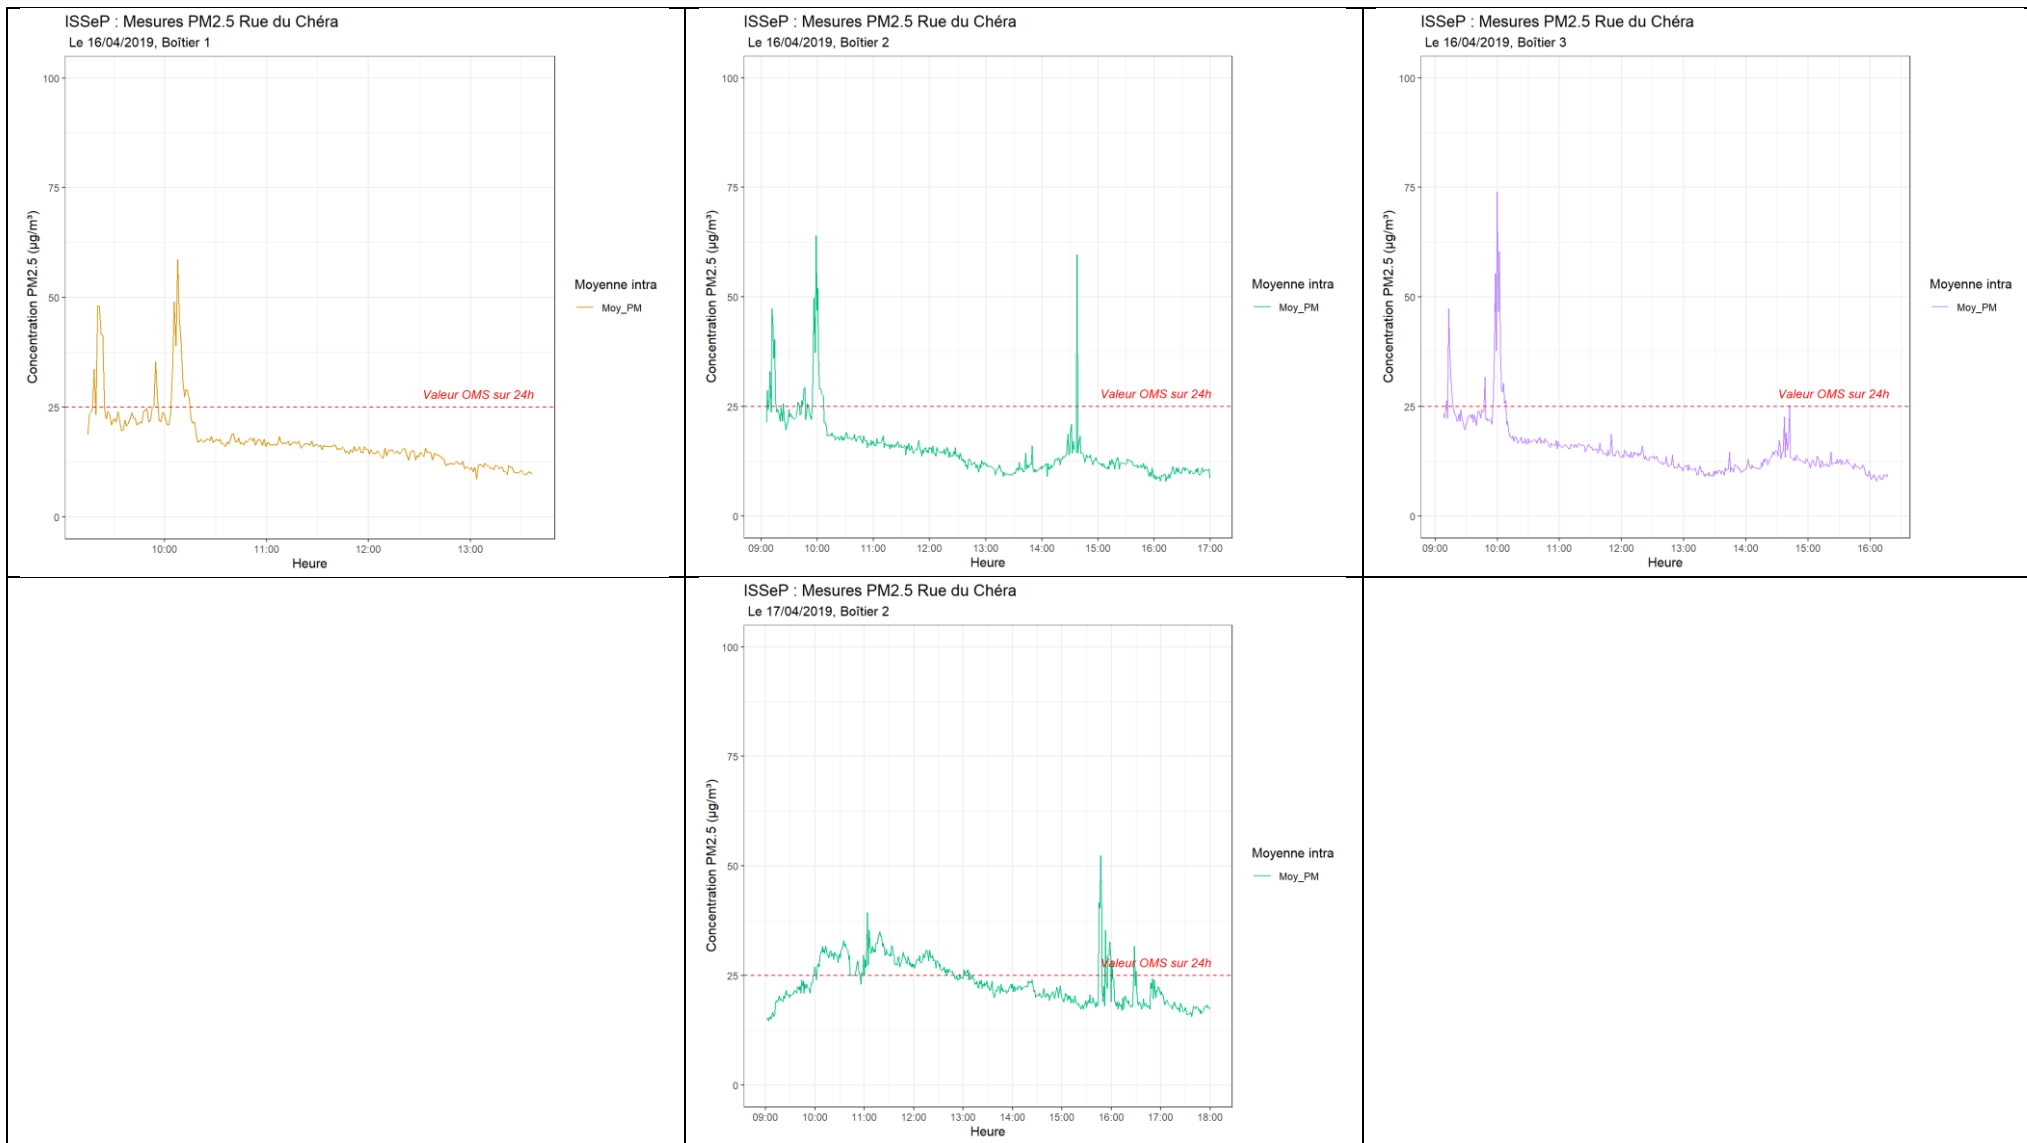 ISSeP : Mesures PM2.5 Rue du Chéra
Le 16/04/2019, Boîtier 1
100
75
50
25
0
Concentration PM2.5 (µg/m³)
Valeur OMS sur 24h
10:00 11:00 12:00 13:00
Heure
Moyenne intra
Moy_PM
ISSeP : Mesures PM2.5 Rue du Chéra
Le 16/04/2019, Boîtier 2
100
75
50
25
0
Concentration PM2.5 (µg/m³)
Valeur OMS sur 24h
09:00 10:00 11:00 12:00 13:00 14:00 15:00 16:00 17:00
Heure
Moyenne intra
Moy_PM
ISSeP : Mesures PM2.5 Rue du Chéra
Le 16/04/2019, Boîtier 3
100
75
50
25
0
Concentration PM2.5 (µg/m³)
Valeur OMS sur 24h
09:00 10:00 11:00 12:00 13:00 14:00 15:00 16:00
Heure
Moyenne intra
Moy_PM
ISSeP : Mesures PM2.5 Rue du Chéra
Le 17/04/2019, Boîtier 2
100
75
50
25
0
Concentration PM2.5 (µg/m³)
Valeur OMS sur 24h
09:00 10:00 11:00 12:00 13:00 14:00 15:00 16:00 17:00 18:00
Heure
Moyenne intra
Moy_PM